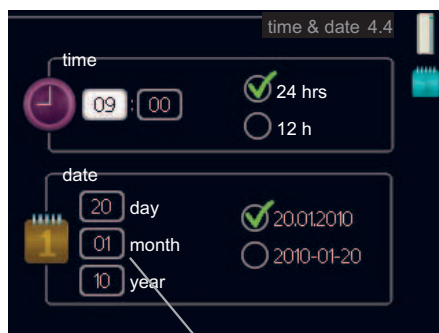 time & date 4.4
time
09 : 00
24 hrs
12 h
date
20 day
01 month
10 year
20.01.2010
2010-01-20
1